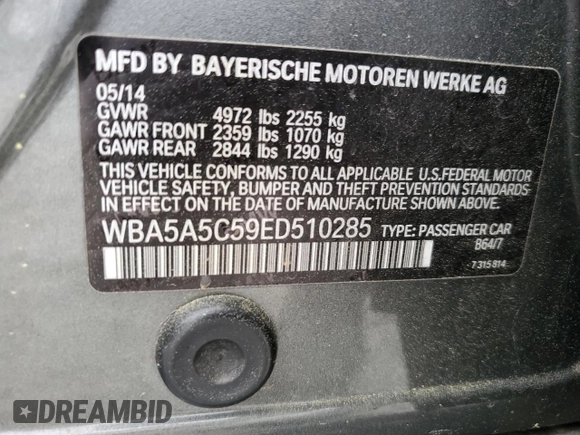 MFD BY BAYERISCHE MOTOREN WERKE AG
05/14
GVWR 4972 lbs 2255 kg
GAWR FRONT 2359 lbs 1070 kg
GAWR REAR 2844 lbs 1290 kg
THIS VEHICLE CONFORMS TO ALL APPLICABLE U.S.FEDERAL MOTOR
VEHICLE SAFETY, BUMPER AND THEFT PREVENTION STANDARDS
IN EFFECT ON THE DATE OF MANUFACTURE SHOWN ABOVE.
WBA5A5C59ED510285 TYPE: PASSENGER CAR
B64/7
7 315 814
DREAMBID